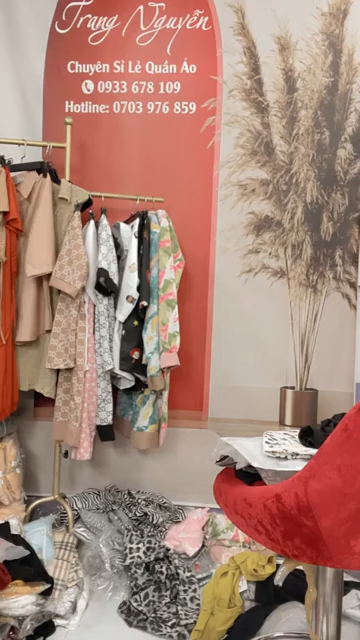 Trang Nguyễn
Chuyên Sỉ Lẻ Quần Áo
0933 678 109
Hotline: 0703 976 859